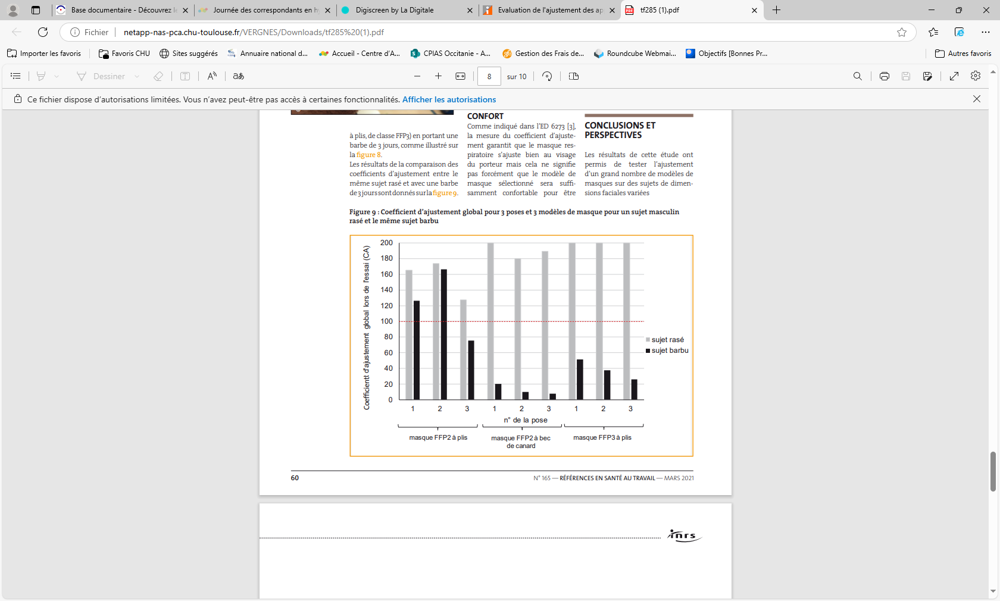 Base documentaire - Découvrez l
Journée des correspondants en h
Digiscreen by La Digitale
Evaluation de l'ajustement des ap
tf285 (1).pdf
Fichier
netapp-nas-pca.chu-toulouse.fr/VERGNES/Downloads/tf285%20(1).pdf
Importer les favoris
Favoris CHU
Sites suggérés
Annuaire national d...
Accueil - Centre d'A...
CPIAS Occitanie - A...
Gestion des Frais de...
Roundcube Webmai...
Objectifs [Bonnes Pr...
Autres favoris
Dessiner
8
sur 10
Ce fichier dispose d'autorisations limitées. Vous n'avez peut-être pas accès à certaines fonctionnalités. Afficher les autorisations
à plis, de classe FFP3) en portant une
barbe de 3 jours, comme illustré sur
la figure 8.
Les résultats de la comparaison des
coefficients d'ajustement entre le
même sujet rasé et avec une barbe
de 3 jours sont donnés sur la figure 9.
CONFORT
Comme indiqué dans l'ED 6273 [3],
la mesure du coefficient d'ajuste-
ment garantit que le masque res-
piratoire s'ajuste bien au visage
du porteur mais cela ne signifie
pas forcément que le modèle de
masque sélectionné sera suffi-
samment confortable pour être
CONCLUSIONS ET
PERSPECTIVES
Les résultats de cette étude ont
permis de tester l'ajustement
d'un grand nombre de modèles de
masques sur des sujets de dimen-
sions faciales variées
Figure 9 : Coefficient d'ajustement global pour 3 poses et 3 modèles de masque pour un sujet masculin
rasé et le même sujet barbu
Coefficientt d'ajustement global lors de l'essai (CA)
200
180
160
140
120
100
80
60
40
20
0
sujet rasé
sujet barbu
1 2 3 1 2 3 1 2 3
n° de la pose
masque FFP2 à plis
masque FFP2 à bec
de canard
masque FFP3 à plis
60
N° 165 — RÉFÉRENCES EN SANTÉ AU TRAVAIL — MARS 2021
inrs